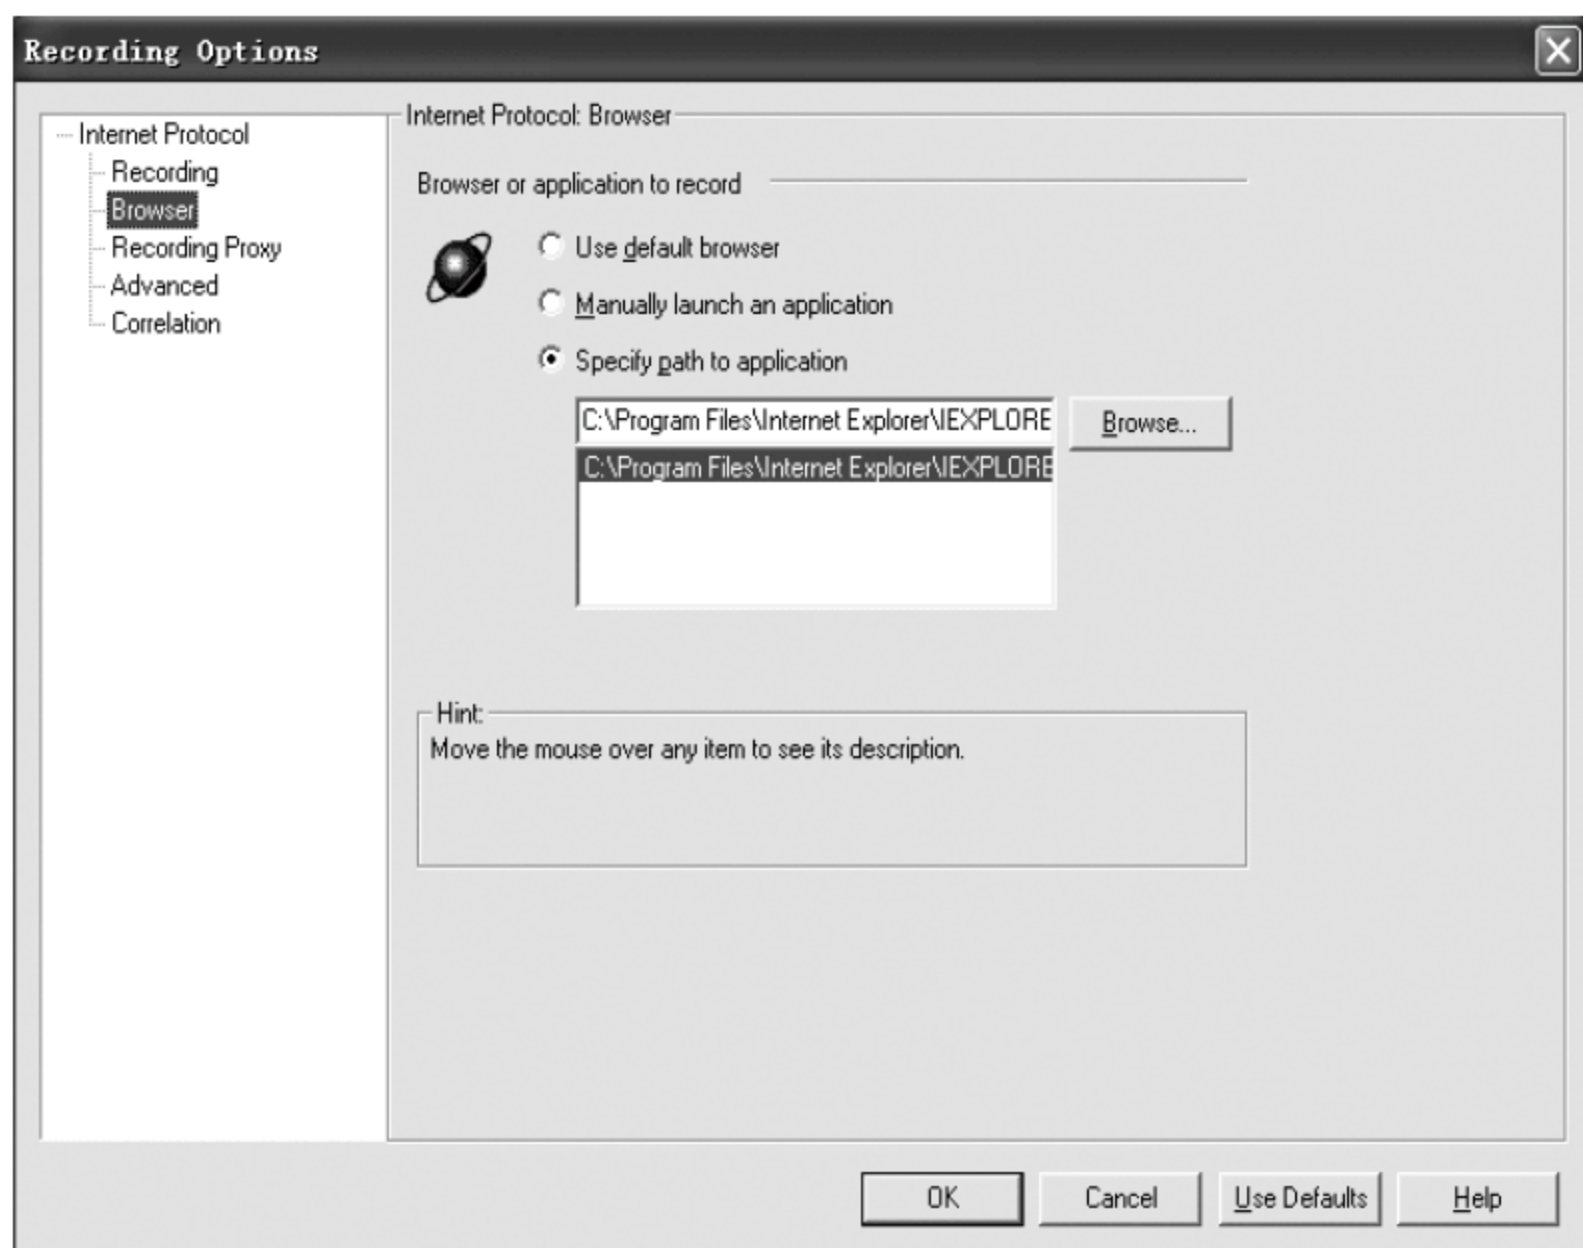 Recording Options
Internet Protocol
Recording
Browser
Recording Proxy
Advanced
Correlation
Internet Protocol: Browser
Browser or application to record
Use default browser
Manually launch an application
Specify path to application
C:\Program Files\Internet Explorer\IEXPLORE
Browse...
C:\Program Files\Internet Explorer\IEXPLORE
Hint:
Move the mouse over any item to see its description.
OK
Cancel
Use Defaults
Help